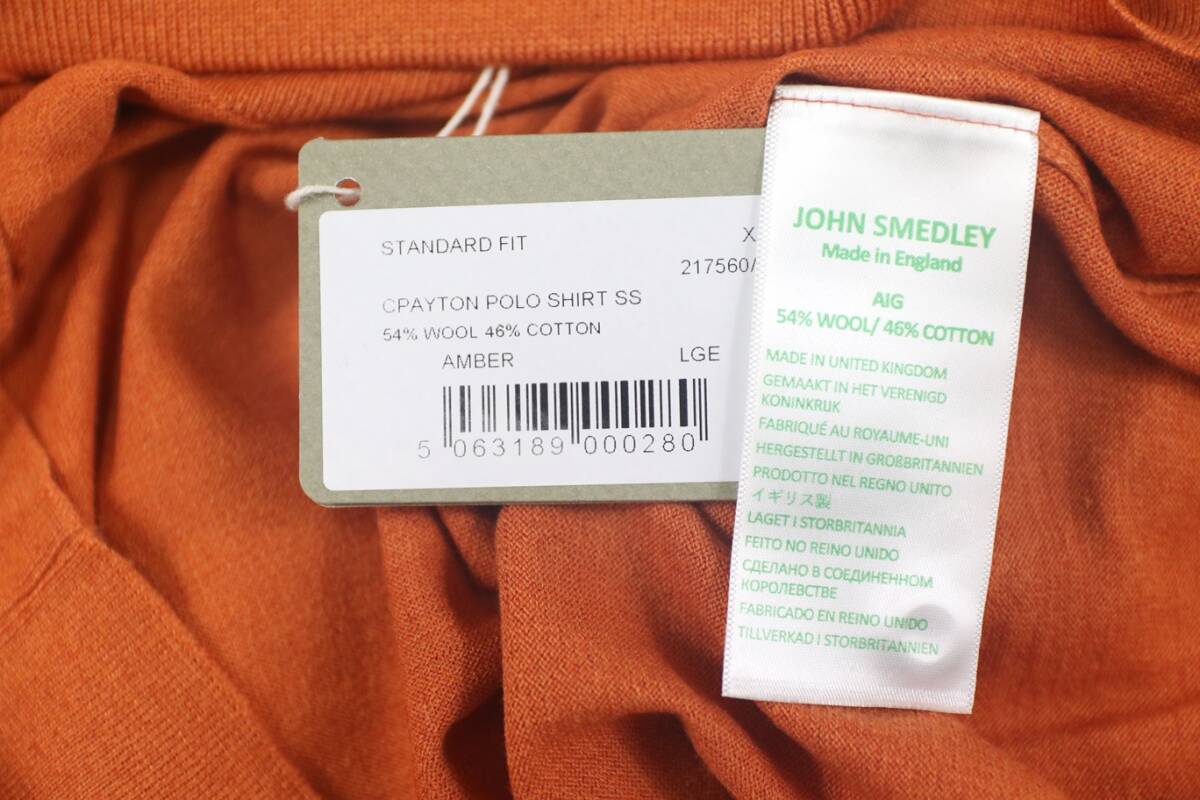 STANDARD FIT
X
217560/
CPAYTON POLO SHIRT SS
54% WOOL 46% COTTON
AMBER LGE
5 063189 000280
JOHN SMEDLEY
Made in England
AIG
54% WOOL/ 46% COTTON
MADE IN UNITED KINGDOM
GEMAAKT IN HET VERENIGD
KONINKRIJK
FABRIQUÉ AU ROYAUME-UNI
HERGESTELLT IN GROßBRITANNIEN
PRODOTTO NEL REGNO UNITO
イギリス製
LAGET I STORBRITANNIA
FEITO NO REINO UNIDO
СДЕЛАНО В СОЕДИНЕННОМ
КОРОЛЕВСТВЕ
FABRICADO EN REINO UNIDO
TILLVERKAD I STORBRITANNIEN